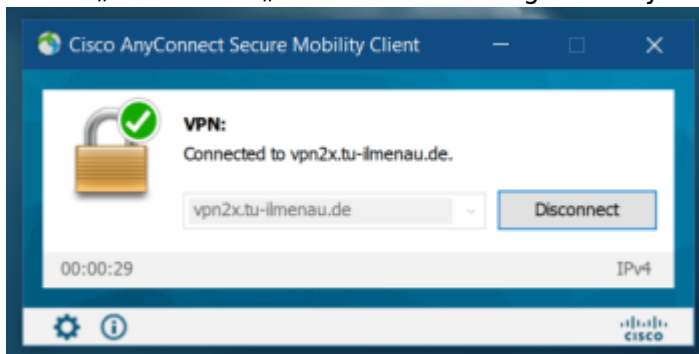 Cisco AnyConnect Secure Mobility Client
VPN:
Connected to vpn2x.tu-ilmenau.de.
vpn2x.tu-ilmenau.de
Disconnect
00:00:29
IPv4
cisco